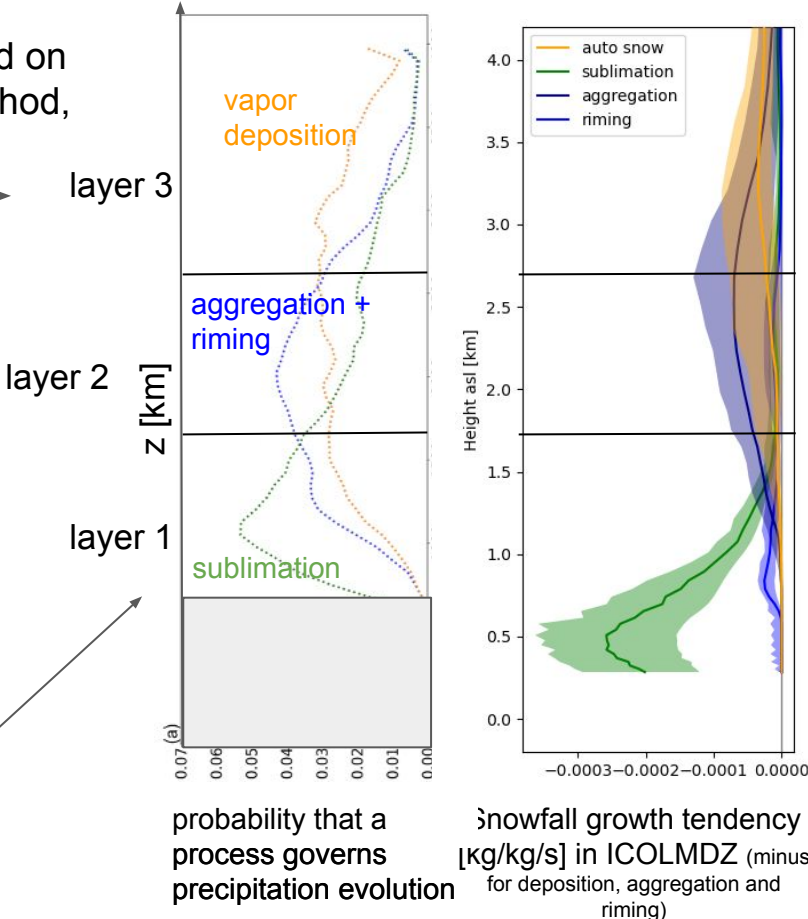 d on
hod,
vapor
deposition
layer 3
aggregation +
riming
layer 2
z [km]
layer 1
sublimation
(a)
0.07 0.06 0.05 0.04 0.03 0.02 0.01 0.00
probability that a
process governs
precipitation evolution
auto snow
sublimation
aggregation
riming
4.0
3.5
3.0
2.5
2.0
1.5
1.0
0.5
0.0
Height asl [km]
−0.0003 −0.0002 −0.0001 0.0000
Snowfall growth tendency
[kg/kg/s] in ICOLMDZ (minus
for deposition, aggregation and
riming)